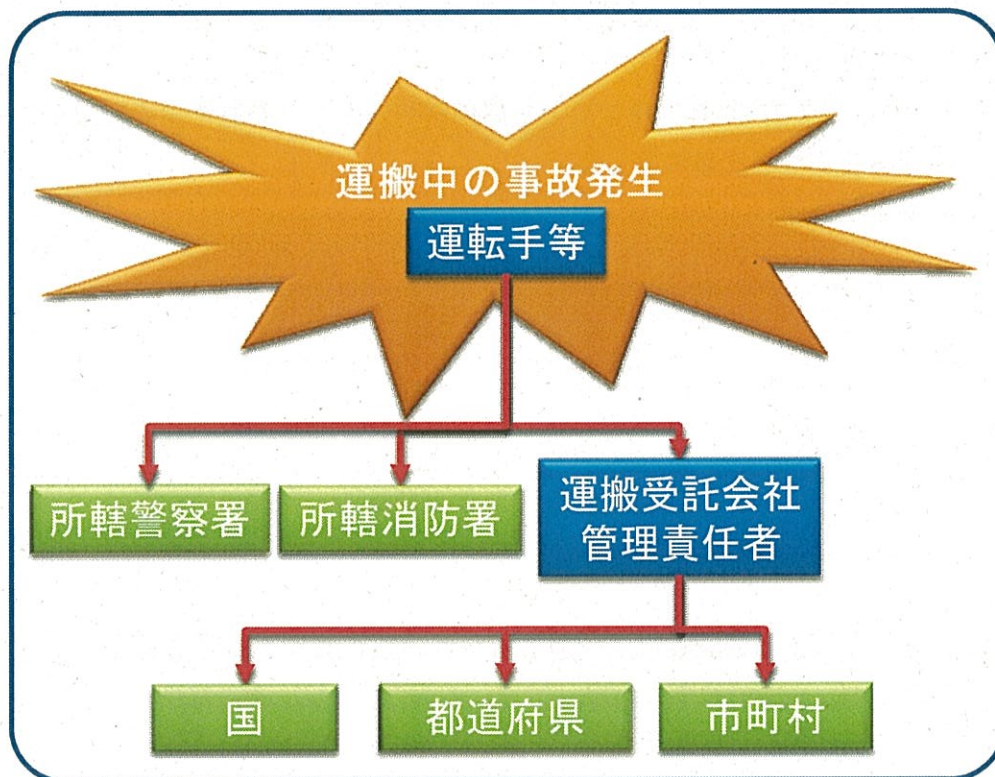 運搬中の事故発生
運転手等
所轄警察署
所轄消防署
運搬受託会社
管理責任者
国
都道府県
市町村